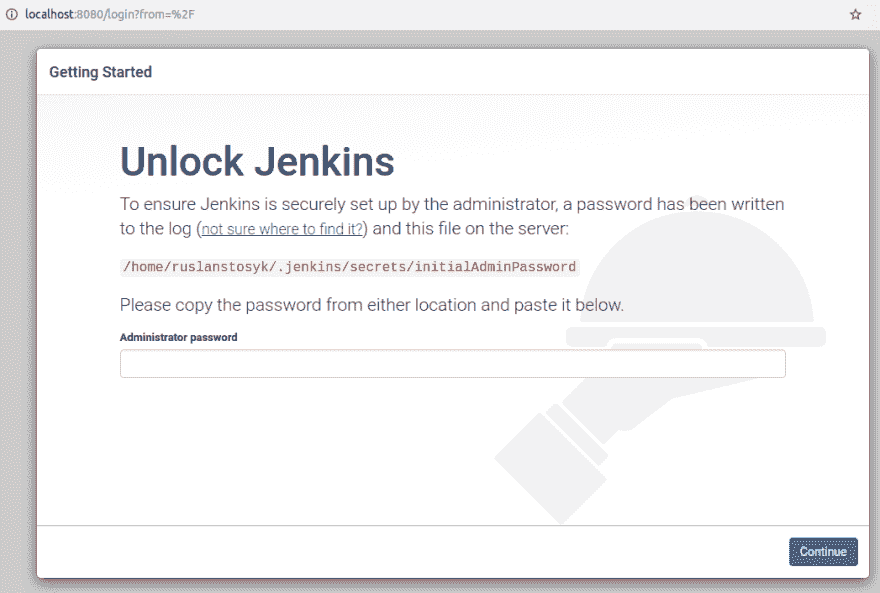 localhost:8080/login?from=%2F
Getting Started
Unlock Jenkins
To ensure Jenkins is securely set up by the administrator, a password has been written
to the log (not sure where to find it?) and this file on the server:
/home/ruslanstosyk/.jenkins/secrets/initialAdminPassword
Please copy the password from either location and paste it below.
Administrator password
Continue